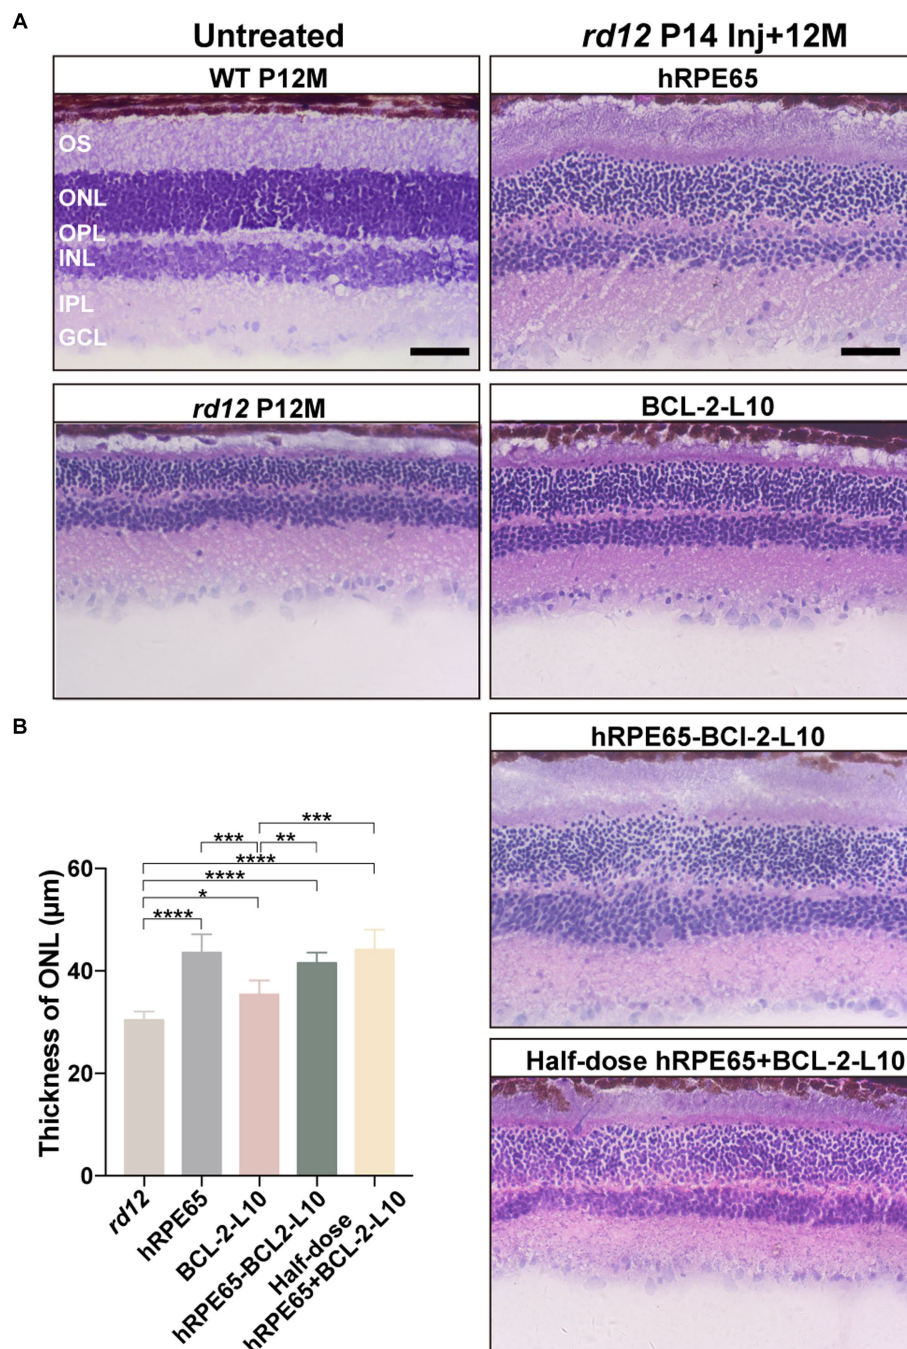 A
Untreated
rd12 P14 Inj+12M
WT P12M
hRPE65
OS
ONL
OPL
INL
IPL
GCL
rd12 P12M
BCL-2-L10
B
hRPE65-BCl-2-L10
Half-dose hRPE65+BCL-2-L10
***
*** **
****
****
*
****
Thickness of ONL (µm)
60
40
20
0
rd12
hRPE65
BCL-2-L10
hRPE65-BCL2-L10
Half-dose
hRPE65+BCL-2-L10